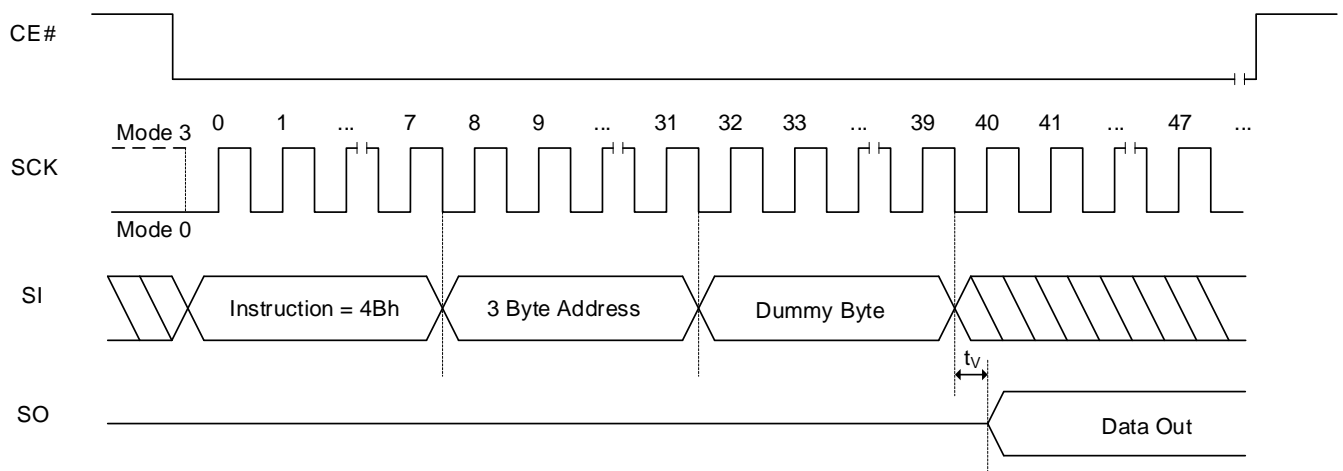 CE#
Mode 3 0 1 ... 7 8 9 ... 31 32 33 ... 39 40 41 ... 47 ...
SCK
Mode 0
SI Instruction = 4Bh 3 Byte Address Dummy Byte
tV
SO Data Out